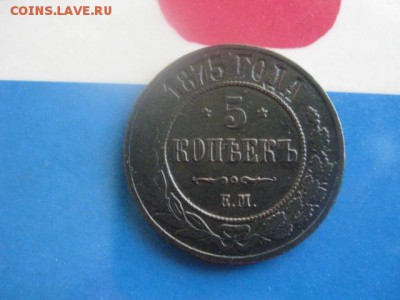 COINS.LAVE.RU
1875 ГОДА
* 5 *
КОПѢЕКЪ
Е.М.